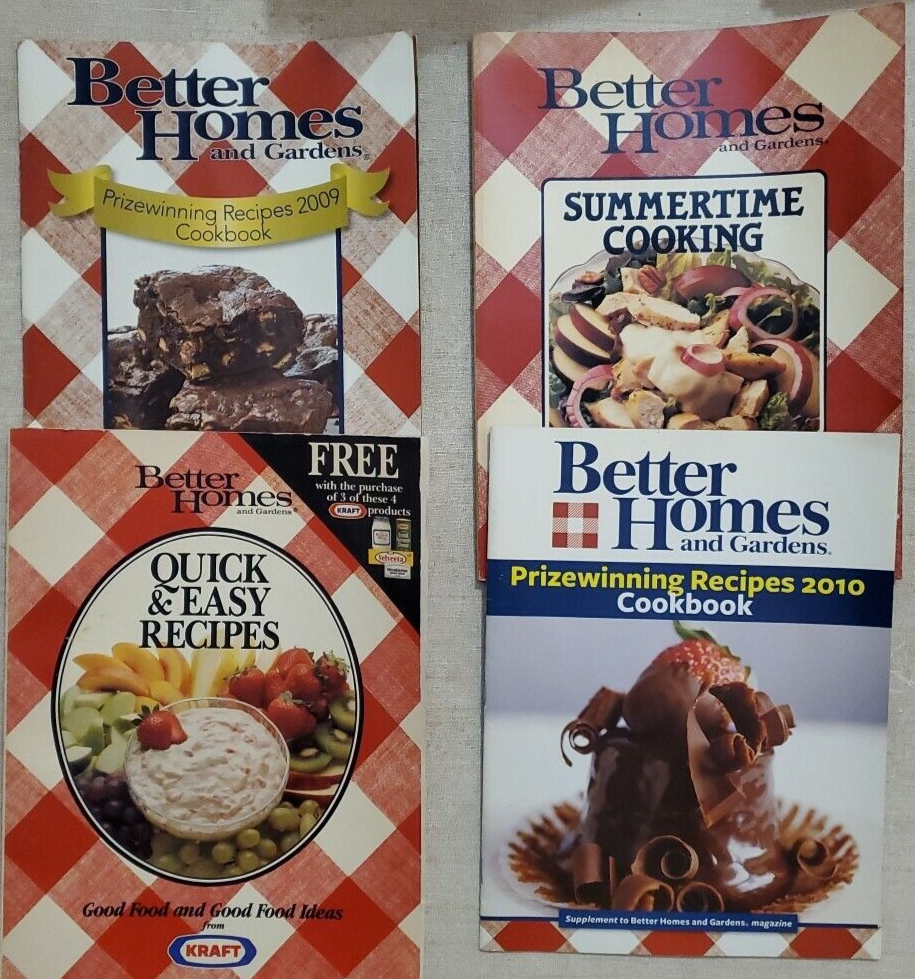 Better
Homes
and Gardens®
Prizewinning Recipes 2009
Cookbook
Better
Homes
and Gardens®
SUMMERTIME
COOKING
Better
Homes
and Gardens®
FREE
with the purchase
of 3 of these 4
KRAFT products
Velveeta
QUICK
& EASY
RECIPES
Good Food and Good Food Ideas
from
KRAFT
Better
Homes
and Gardens®
Prizewinning Recipes 2010
Cookbook
Supplement to Better Homes and Gardens® magazine